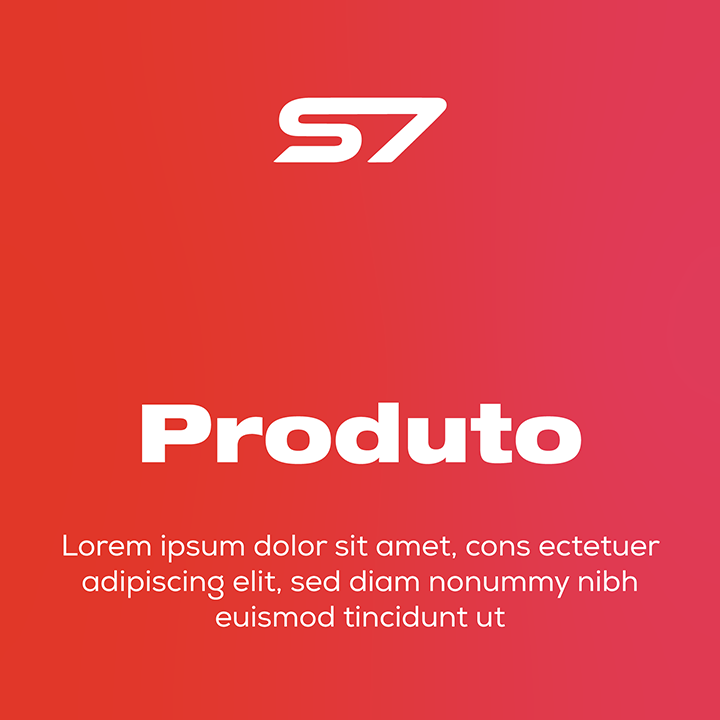 S7
Produto
Lorem ipsum dolor sit amet, cons ectetuer
adipiscing elit, sed diam nonummy nibh
euismod tincidunt ut